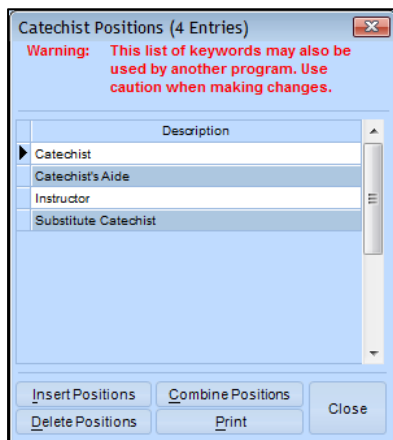 Catechist Positions (4 Entries)
Warning: This list of keywords may also be
used by another program. Use
caution when making changes.
Description
Catechist
Catechist's Aide
Instructor
Substitute Catechist
Insert Positions Combine Positions
Close
Delete Positions Print